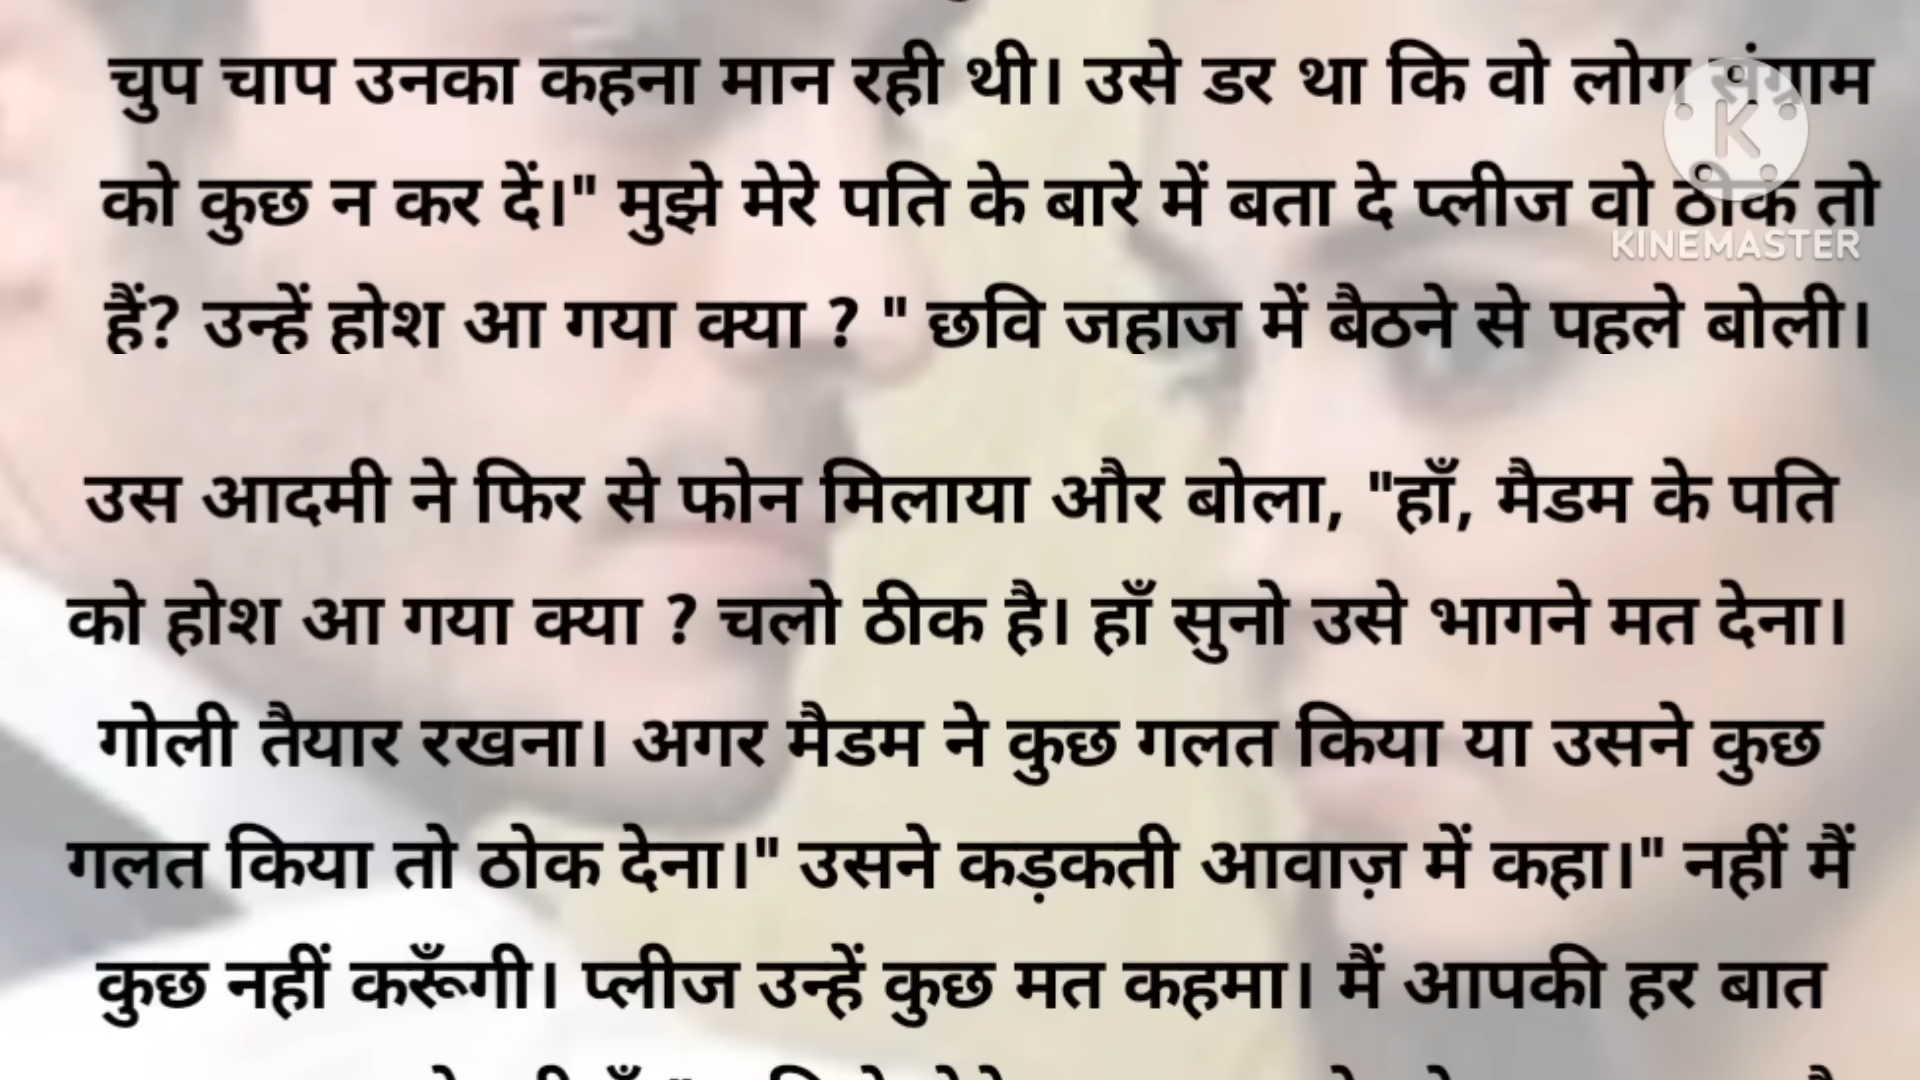 चुप चाप उनका कहना मान रही थी। उसे डर था कि वो लोग संग्राम
को कुछ न कर दें।" मुझे मेरे पति के बारे में बता दे प्लीज वो ठीक तो
KINEMASTER
हैं? उन्हें होश आ गया क्या ? " छवि जहाज में बैठने से पहले बोली।
उस आदमी ने फिर से फोन मिलाया और बोला, "हाँ, मैडम के पति
को होश आ गया क्या ? चलो ठीक है। हाँ सुनो उसे भागने मत देना।
गोली तैयार रखना। अगर मैडम ने कुछ गलत किया या उसने कुछ
गलत किया तो ठोक देना।" उसने कड़कती आवाज़ में कहा।" नहीं मैं
कुछ नहीं करूँगी। प्लीज उन्हें कुछ मत कहमा। मैं आपकी हर बात